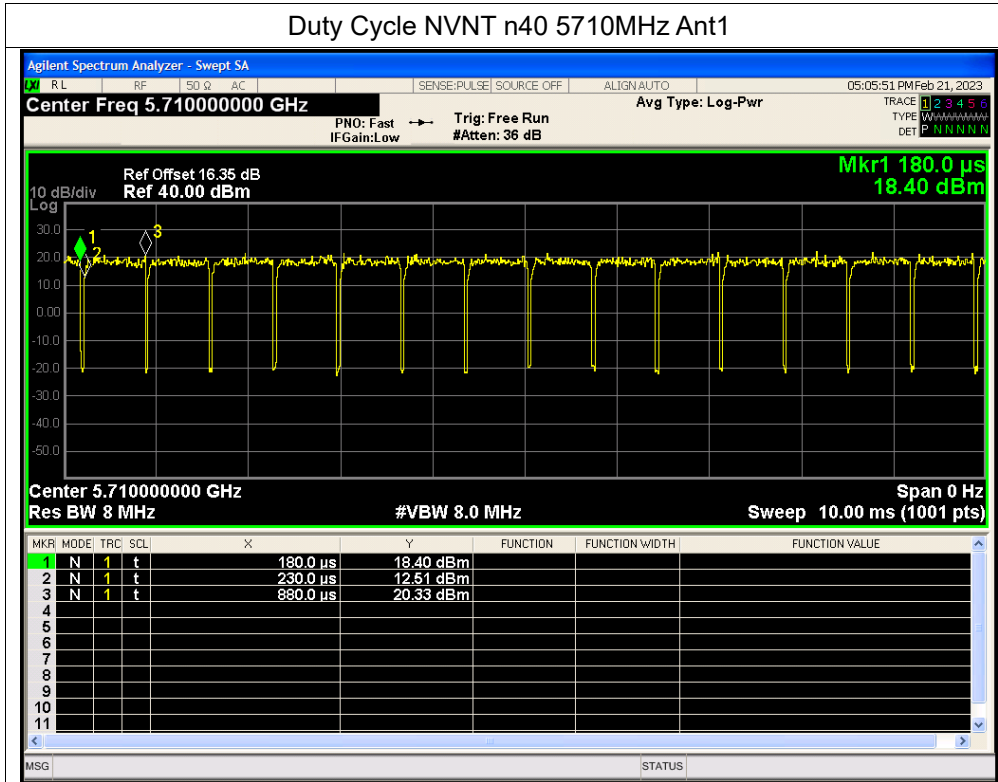 Duty Cycle NVNT n40 5710MHz Ant1
Agilent Spectrum Analyzer - Swept SA
LXI RL RF 50 Ω AC SENSE:PULSE SOURCE OFF ALIGNAUTO 05:05:51 PMFeb 21, 2023
Center Freq 5.710000000 GHz Avg Type: Log-Pwr TRACE 1 2 3 4 5 6
PNO: Fast Trig: Free Run TYPE WWWWWW
IFGain:Low #Atten: 36 dB DET P N N N N N
Mkr1 180.0 µs
Ref Offset 16.35 dB
10 dB/div Ref 40.00 dBm 18.40 dBm
Log
30.0
1 3
2
20.0
10.0
0.00
-10.0
-20.0
-30.0
-40.0
-50.0
Center 5.710000000 GHz Span 0 Hz
Res BW 8 MHz #VBW 8.0 MHz Sweep 10.00 ms (1001 pts)
MKR MODE TRC SCL X Y FUNCTION FUNCTION WIDTH FUNCTION VALUE
1 N 1 t 180.0 µs 18.40 dBm
2 N 1 t 230.0 µs 12.51 dBm
3 N 1 t 880.0 µs 20.33 dBm
4
5
6
7
8
9
10
11
MSG STATUS